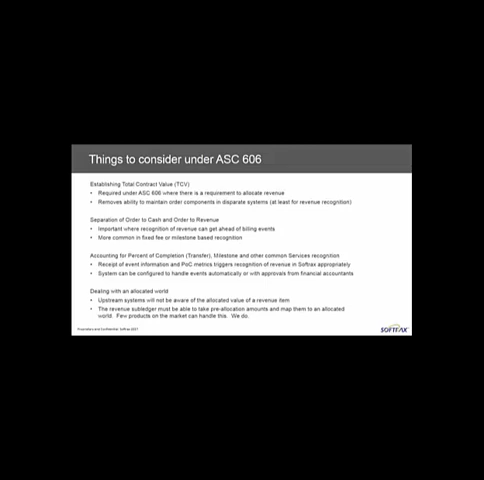 Things to consider under ASC 606
Establishing Total Contract Value (TCV)
• Required under ASC 606 where there is a requirement to allocate revenue
• Removes ability to maintain order components in disparate systems (at least for revenue recognition)
Separation of Order to Cash and Order to Revenue
• Important where recognition of revenue can get ahead of billing events
• More common in fixed fee or milestone based recognition
Accounting for Percent of Completion (Transfer), Milestone and other common Services recognition
• Receipt of event information and PoC metrics triggers recognition of revenue in Softrax appropriately
• System can be configured to handle events automatically or with approvals from financial accountants
Dealing with an allocated world
• Upstream systems will not be aware of the allocated value of a revenue item
• The revenue subledger must be able to take pre-allocation amounts and map them to an allocated
world. Few products on the market can handle this. We do.
Proprietary and Confidential Softrax 2021
SOFTRAX